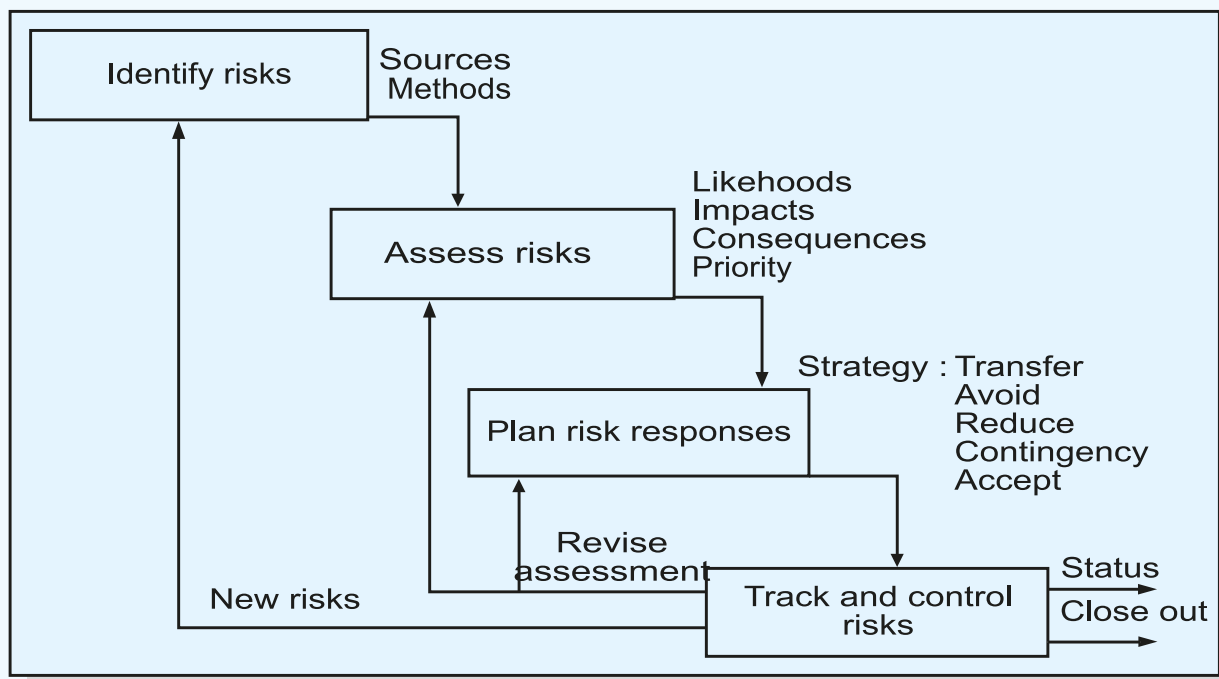 Identify risks
Sources
Methods
Likehoods
Impacts
Consequences
Priority
Assess risks
Strategy : Transfer
Avoid
Reduce
Contingency
Accept
Plan risk responses
Revise
assessment
New risks
Track and control
risks
Status
Close out